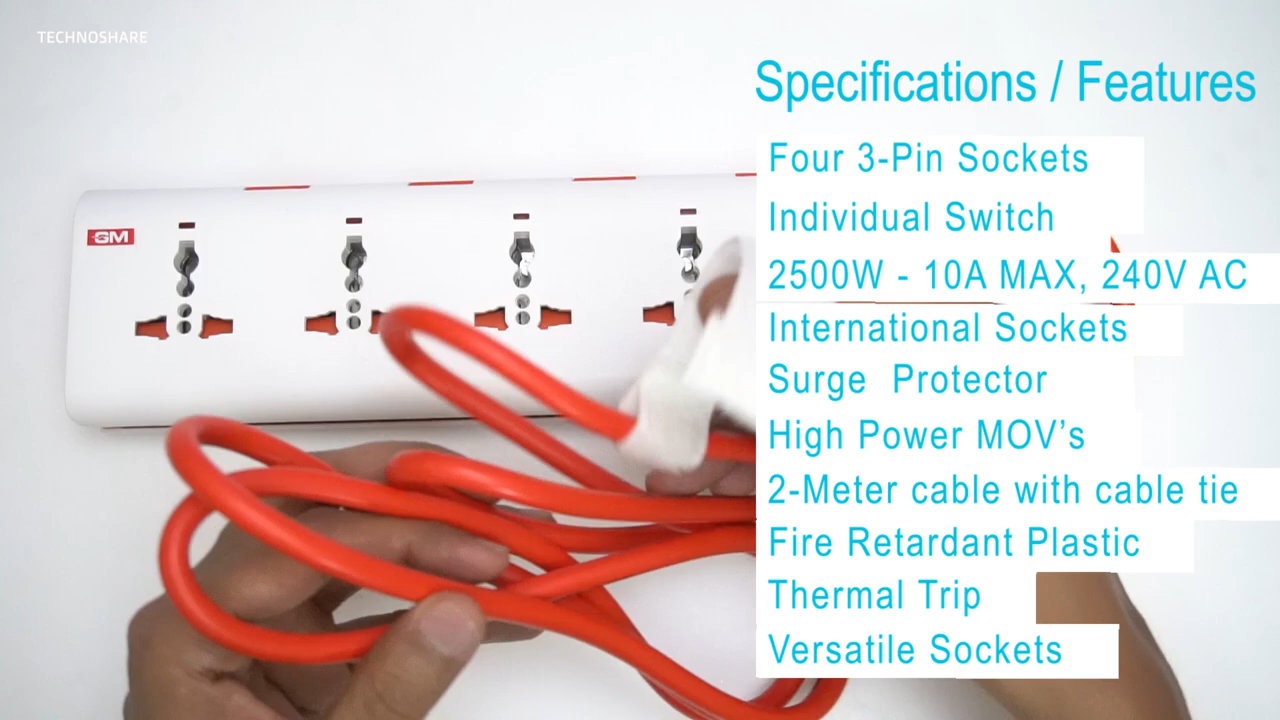 TECHNOSHARE
Specifications / Features
Four 3-Pin Sockets
Individual Switch
2500W - 10A MAX, 240V AC
International Sockets
Surge Protector
High Power MOV’s
2-Meter cable with cable tie
Fire Retardant Plastic
Thermal Trip
Versatile Sockets
GM